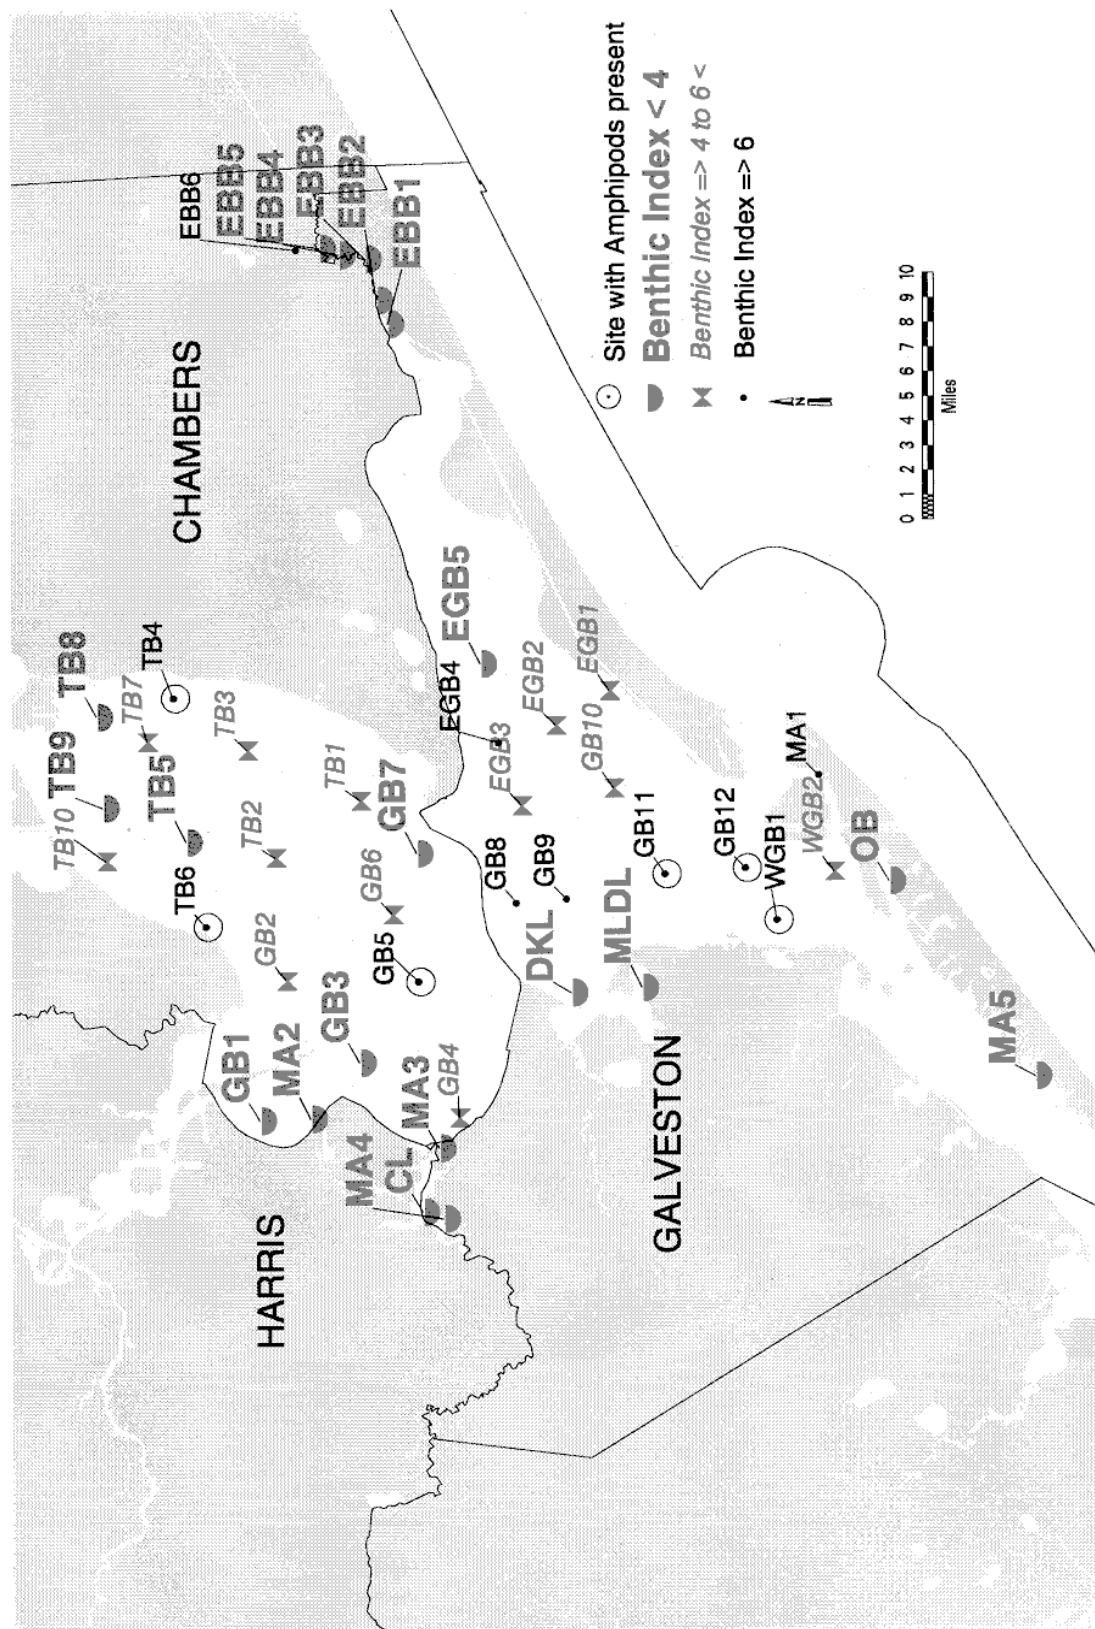 TB10
TB9
TB8
TB7
TB4
TB5
TB6
TB3
TB2
TB1
GB2
GB1
MA2
GB3
GB5
GB6
GB7
MA3
GB4
MA4
CL
HARRIS
CHAMBERS
EBB6
EBB5
EBB4
EBB3
EBB2
EBB1
EGB4
EGB5
EGB3
EGB2
EGB1
GB10
GB8
GB9
DKL
MLDL
GB11
GB12
WGB1
MA1
WGB2
OB
MA5
GALVESTON
Site with Amphipods present
Benthic Index < 4
Benthic Index => 4 to 6 <
Benthic Index => 6
N
0 1 2 3 4 5 6 7 8 9 10
Miles